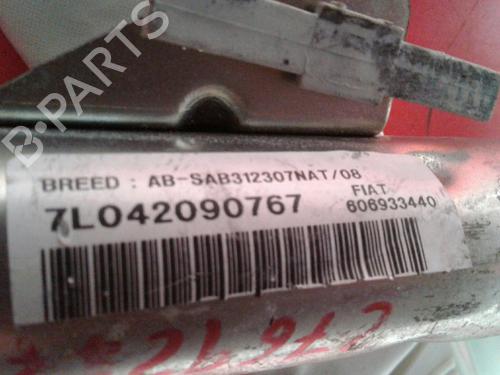 B-PARTS
BREED : AB-SAB312307NAT/08
7L042090767
FIAT
606933440